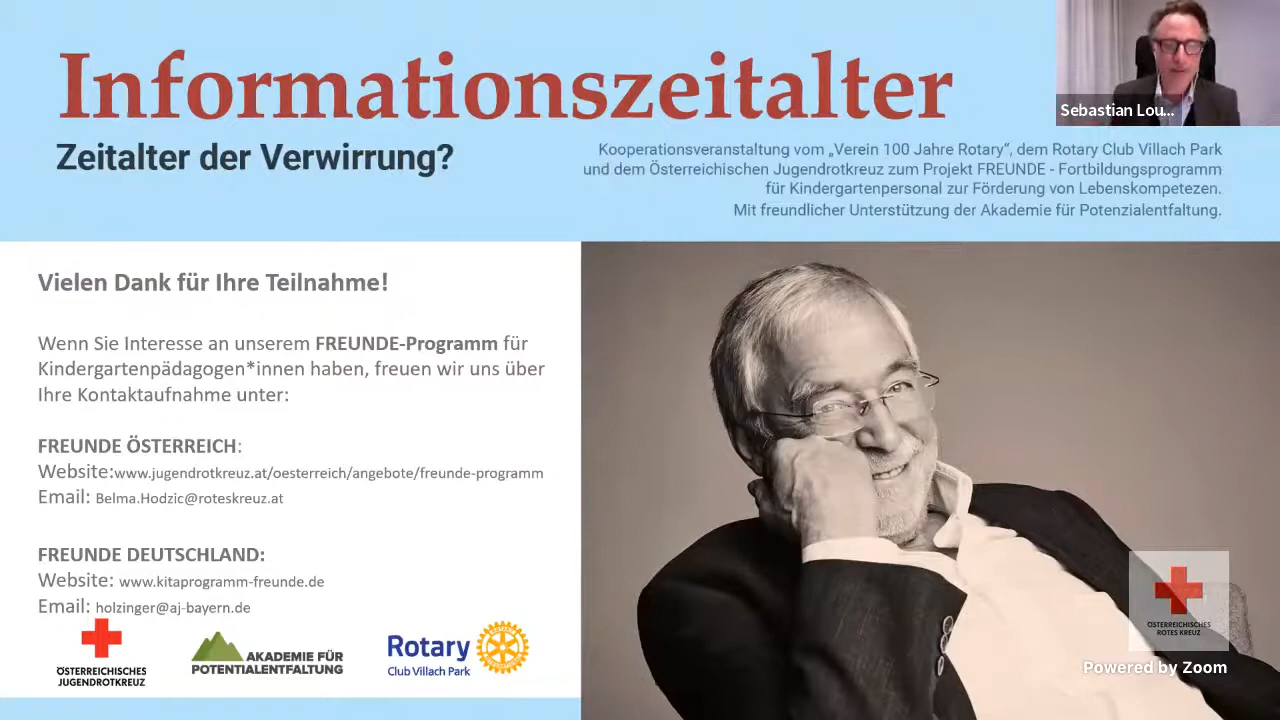 Informationszeitalter
Zeitalter der Verwirrung?
Sebastian Lou...
Kooperationsveranstaltung vom „Verein 100 Jahre Rotary“, dem Rotary Club Villach Park
und dem Österreichischen Jugendrotkreuz zum Projekt FREUNDE - Fortbildungsprogramm
für Kindergartenpersonal zur Förderung von Lebenskompetezen.
Mit freundlicher Unterstützung der Akademie für Potenzialentfaltung.
Vielen Dank für Ihre Teilnahme!
Wenn Sie Interesse an unserem FREUNDE-Programm für
Kindergartenpädagogen*innen haben, freuen wir uns über
Ihre Kontaktaufnahme unter:
FREUNDE ÖSTERREICH:
Website:www.jugendrotkreuz.at/oesterreich/angebote/freunde-programm
Email: Belma.Hodzic@roteskreuz.at
FREUNDE DEUTSCHLAND:
Website: www.kitaprogramm-freunde.de
Email: holzinger@aj-bayern.de
ÖSTERREICHISCHES
JUGENDROTKREUZ
AKADEMIE FÜR
POTENTIALENTFALTUNG
Rotary
Club Villach Park
ÖSTERREICHISCHES
ROTES KREUZ
Powered by Zoom